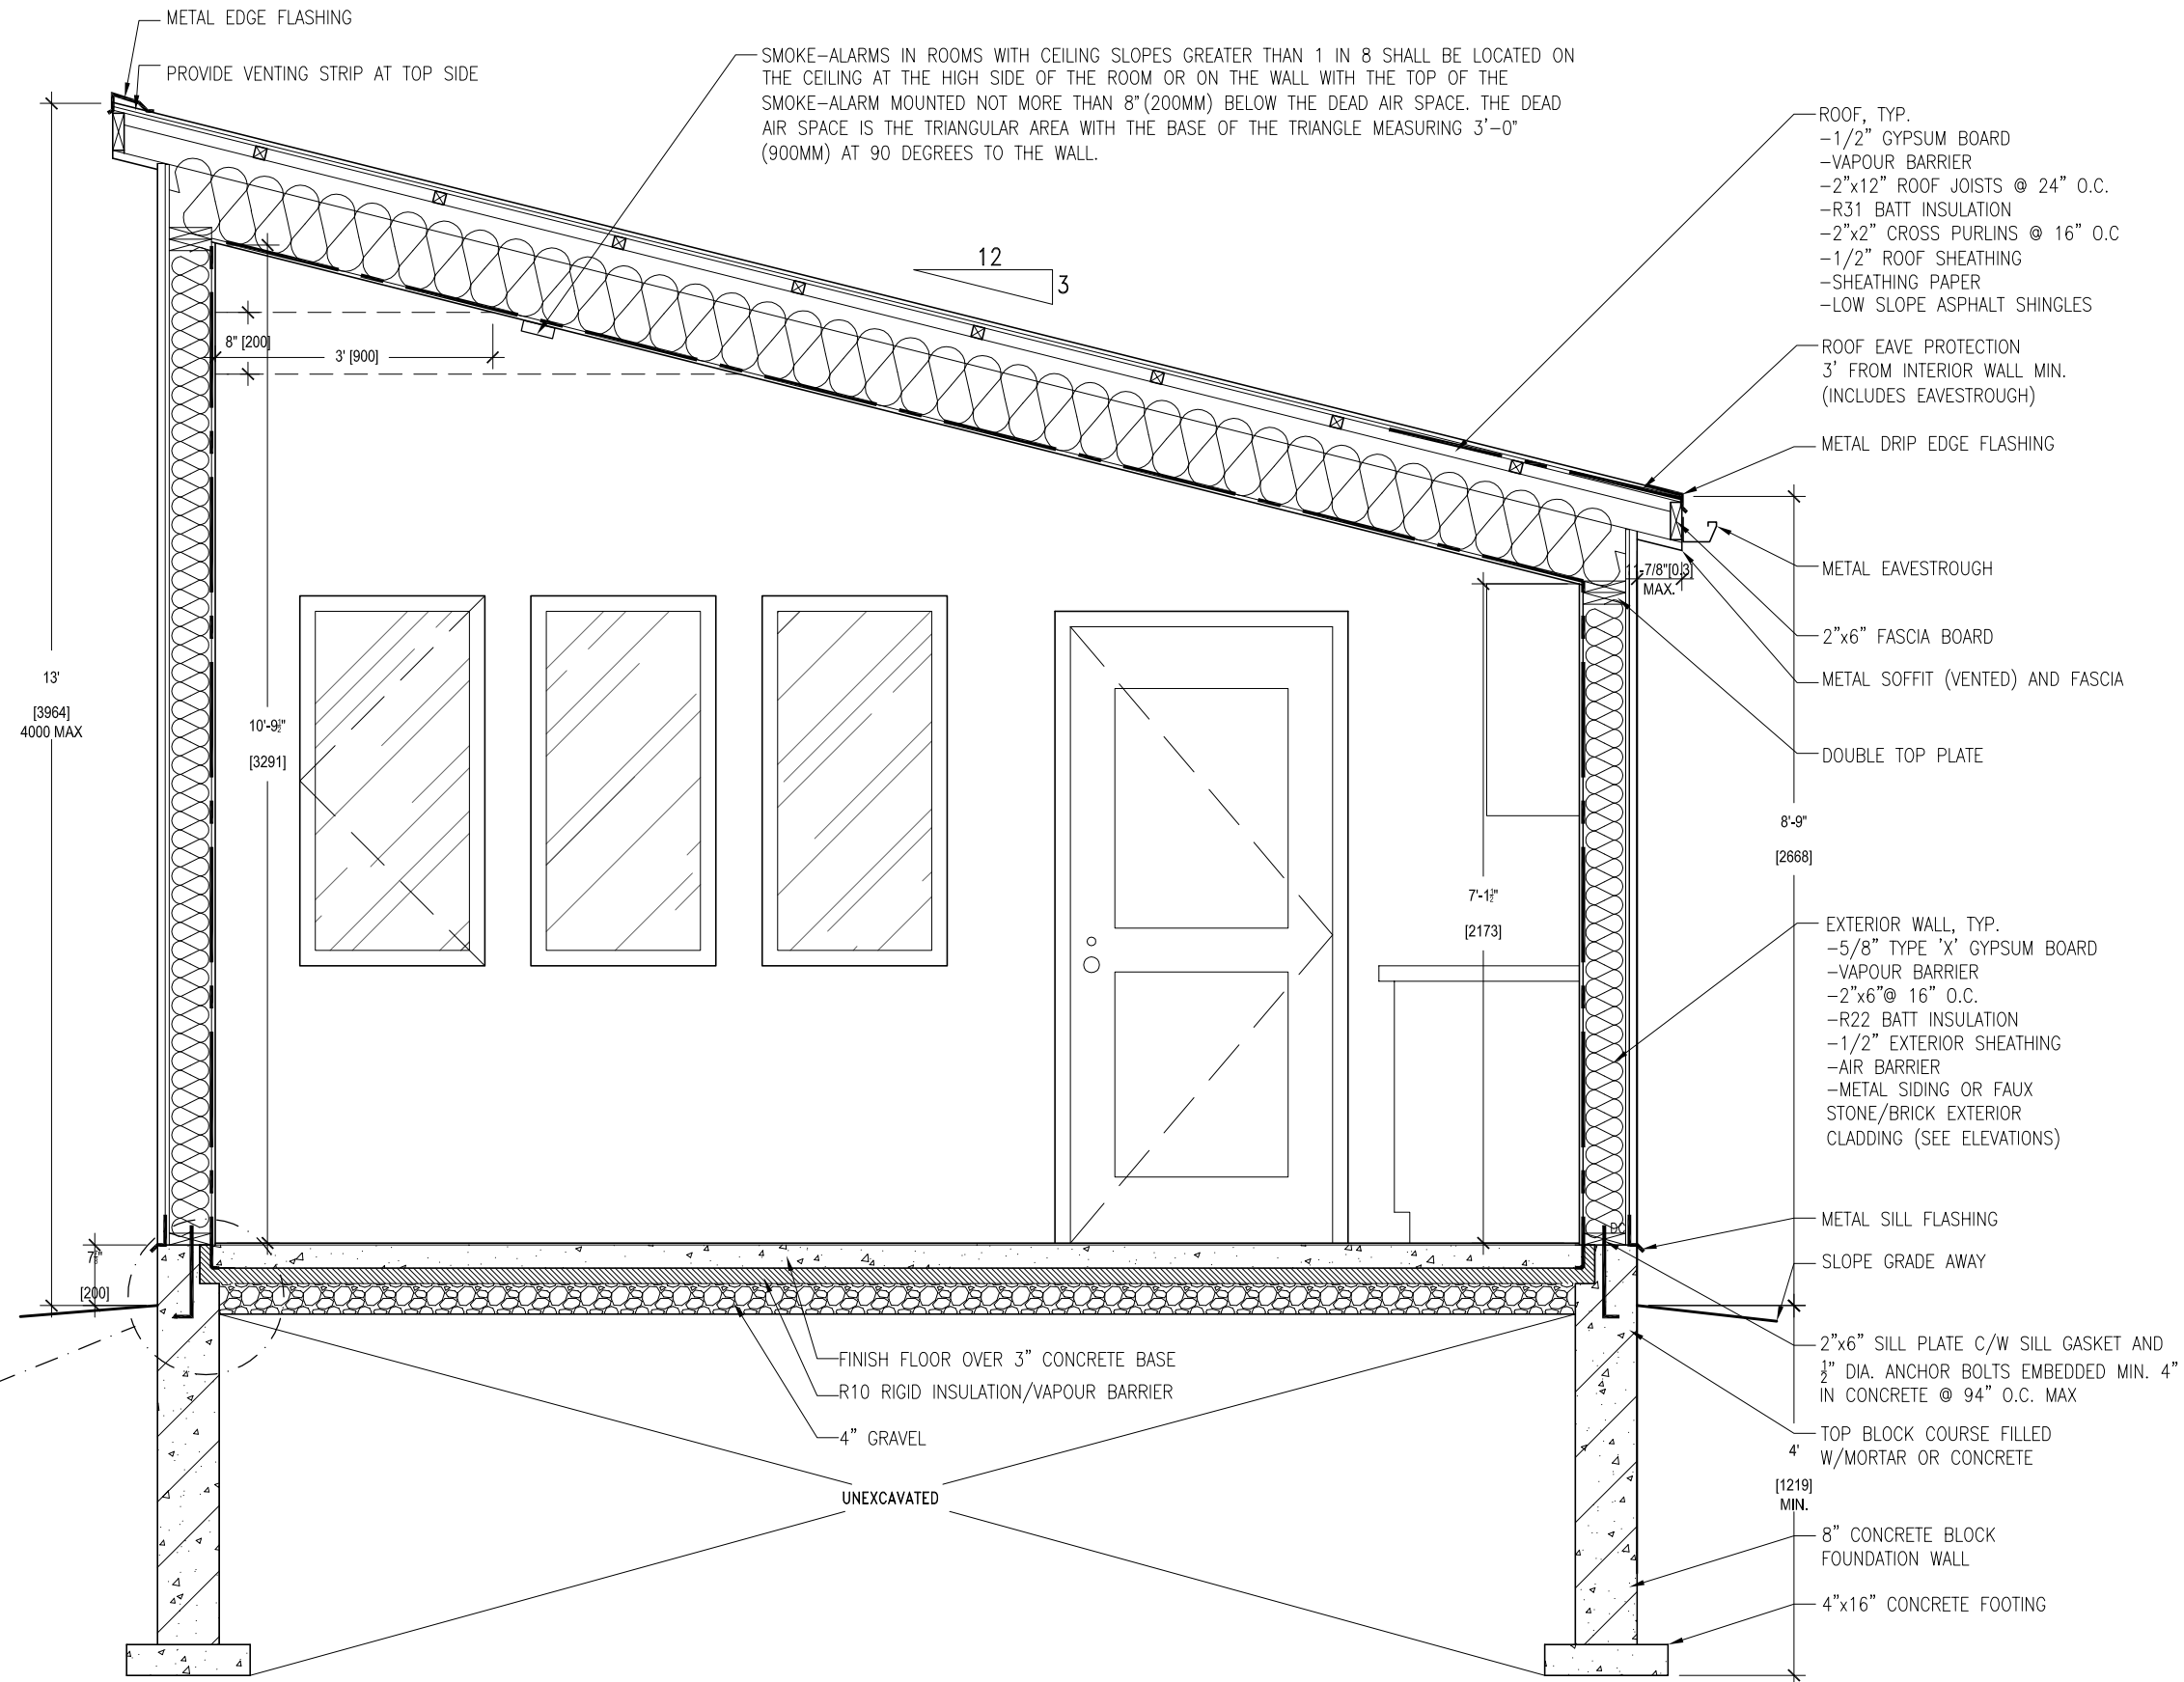 METAL EDGE FLASHING
PROVIDE VENTING STRIP AT TOP SIDE
SMOKE-ALARMS IN ROOMS WITH CEILING SLOPES GREATER THAN 1 IN 8 SHALL BE LOCATED ON
THE CEILING AT THE HIGH SIDE OF THE ROOM OR ON THE WALL WITH THE TOP OF THE
SMOKE-ALARM MOUNTED NOT MORE THAN 8" (200MM) BELOW THE DEAD AIR SPACE. THE DEAD
AIR SPACE IS THE TRIANGULAR AREA WITH THE BASE OF THE TRIANGLE MEASURING 3'-0"
(900MM) AT 90 DEGREES TO THE WALL.
12
3
8" [200]
3' [900]
13'
[3964]
4000 MAX
10'-9½"
[3291]
7'-1½"
[2173]
[200]
ROOF, TYP.
-1/2" GYPSUM BOARD
-VAPOUR BARRIER
-2"x12" ROOF JOISTS @ 24" O.C.
-R31 BATT INSULATION
-2"x2" CROSS PURLINS @ 16" O.C
-1/2" ROOF SHEATHING
-SHEATHING PAPER
-LOW SLOPE ASPHALT SHINGLES
ROOF EAVE PROTECTION
3' FROM INTERIOR WALL MIN.
(INCLUDES EAVESTROUGH)
METAL DRIP EDGE FLASHING
METAL EAVESTROUGH
MAX.
2"x6" FASCIA BOARD
METAL SOFFIT (VENTED) AND FASCIA
DOUBLE TOP PLATE
8'-9"
[2668]
EXTERIOR WALL, TYP.
-5/8" TYPE 'X' GYPSUM BOARD
-VAPOUR BARRIER
-2"x6"@ 16" O.C.
-R22 BATT INSULATION
-1/2" EXTERIOR SHEATHING
-AIR BARRIER
-METAL SIDING OR FAUX
STONE/BRICK EXTERIOR
CLADDING (SEE ELEVATIONS)
METAL SILL FLASHING
SLOPE GRADE AWAY
2"x6" SILL PLATE C/W SILL GASKET AND
½" DIA. ANCHOR BOLTS EMBEDDED MIN. 4"
IN CONCRETE @ 94" O.C. MAX
TOP BLOCK COURSE FILLED
W/MORTAR OR CONCRETE
4'
[1219]
MIN.
8" CONCRETE BLOCK
FOUNDATION WALL
4"x16" CONCRETE FOOTING
FINISH FLOOR OVER 3" CONCRETE BASE
R10 RIGID INSULATION/VAPOUR BARRIER
4" GRAVEL
UNEXCAVATED